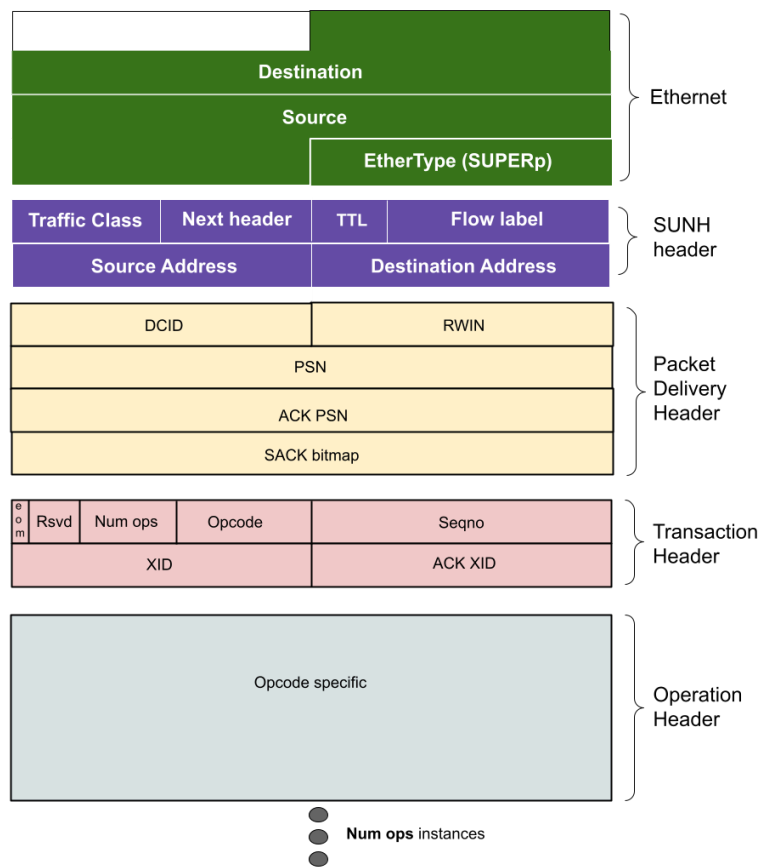 Destination
Ethernet
Source
EtherType (SUPERp)
Traffic Class
Next header
TTL
Flow label
SUNH
header
Source Address
Destination Address
DCID
RWIN
PSN
Packet
Delivery
Header
ACK PSN
SACK bitmap
e
o
m
Rsvd
Num ops
Opcode
Seqno
Transaction
Header
XID
ACK XID
Opcode specific
Operation
Header
Num ops instances